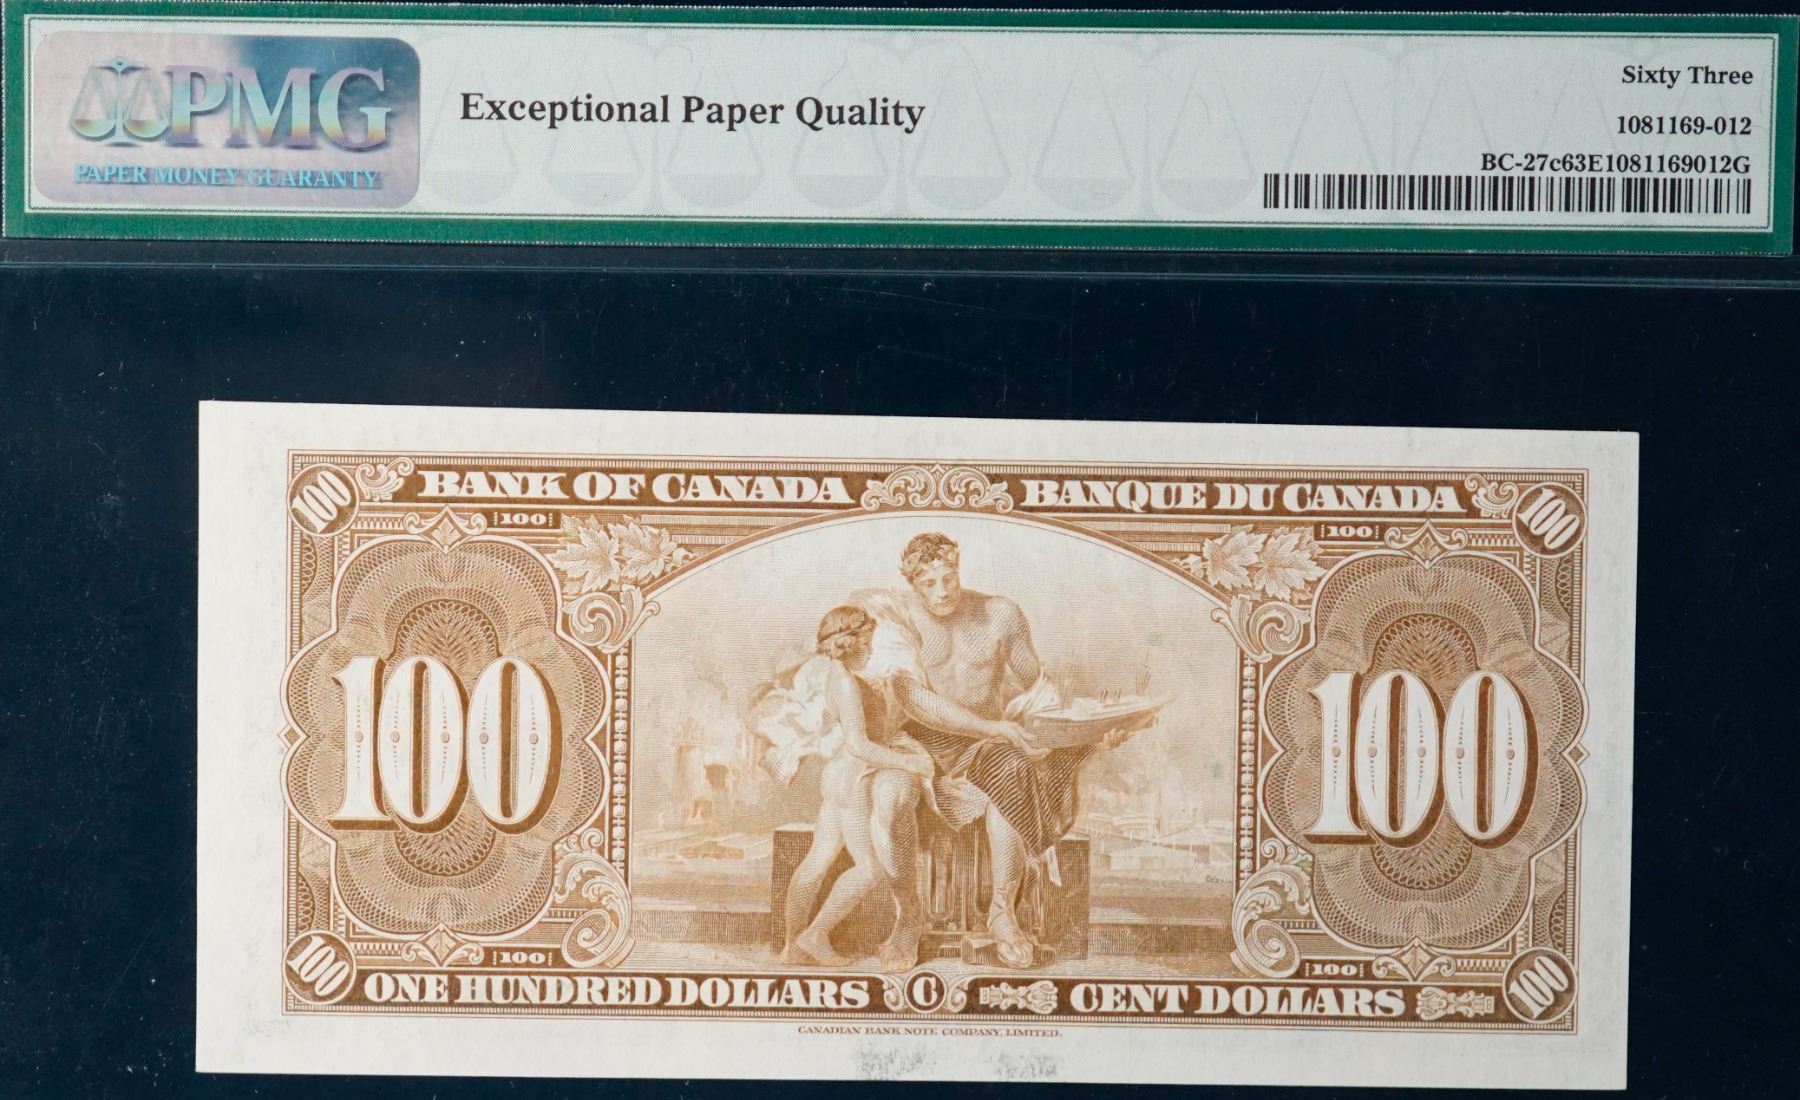 PMG
PAPER MONEY GUARANTY
Exceptional Paper Quality
Sixty Three
1081169-012
BC-27c63E1081169012G
100 BANK OF CANADA BANQUE DU CANADA 100
100 100
100 100
100 100
100 ONE HUNDRED DOLLARS C CENT DOLLARS 100
CANADIAN BANK NOTE COMPANY, LIMITED.